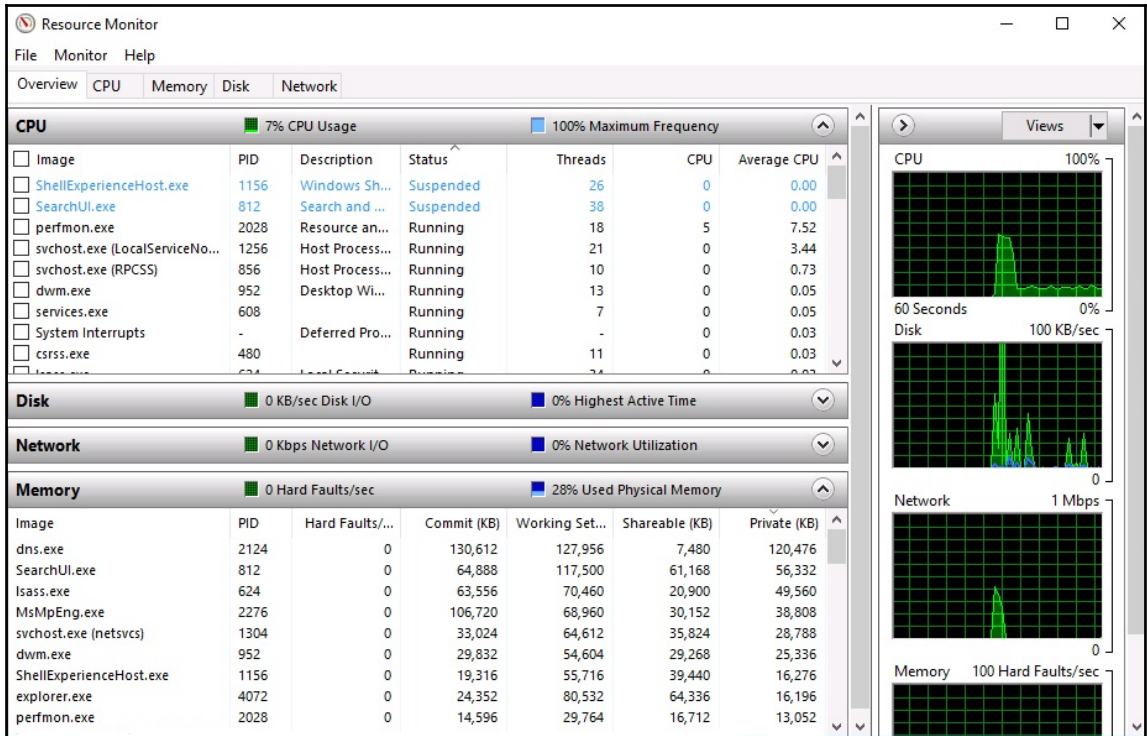 Resource Monitor
File Monitor Help
Overview CPU Memory Disk Network
CPU 7% CPU Usage 100% Maximum Frequency
Image PID Description Status Threads CPU Average CPU
ShellExperienceHost.exe 1156 Windows Sh... Suspended 26 0 0.00
SearchUI.exe 812 Search and ... Suspended 38 0 0.00
perfmon.exe 2028 Resource an... Running 18 5 7.52
svchost.exe (LocalServiceNo... 1256 Host Process... Running 21 0 3.44
svchost.exe (RPCSS) 856 Host Process... Running 10 0 0.73
dwm.exe 952 Desktop Wi... Running 13 0 0.05
services.exe 608 Running 7 0 0.05
System Interrupts - Deferred Pro... Running - 0 0.03
csrss.exe 480 Running 11 0 0.03
Disk 0 KB/sec Disk I/O 0% Highest Active Time
Network 0 Kbps Network I/O 0% Network Utilization
Memory 0 Hard Faults/sec 28% Used Physical Memory
Image PID Hard Faults/... Commit (KB) Working Set... Shareable (KB) Private (KB)
dns.exe 2124 0 130,612 127,956 7,480 120,476
SearchUI.exe 812 0 64,888 117,500 61,168 56,332
lsass.exe 624 0 63,556 70,460 20,900 49,560
MsMpEng.exe 2276 0 106,720 68,960 30,152 38,808
svchost.exe (netsvcs) 1304 0 33,024 64,612 35,824 28,788
dwm.exe 952 0 29,832 54,604 29,268 25,336
ShellExperienceHost.exe 1156 0 19,316 55,716 39,440 16,276
explorer.exe 4072 0 24,352 80,532 64,336 16,196
perfmon.exe 2028 0 14,596 29,764 16,712 13,052
Views
CPU 100%
60 Seconds 0%
Disk 100 KB/sec
0
Network 1 Mbps
0
Memory 100 Hard Faults/sec